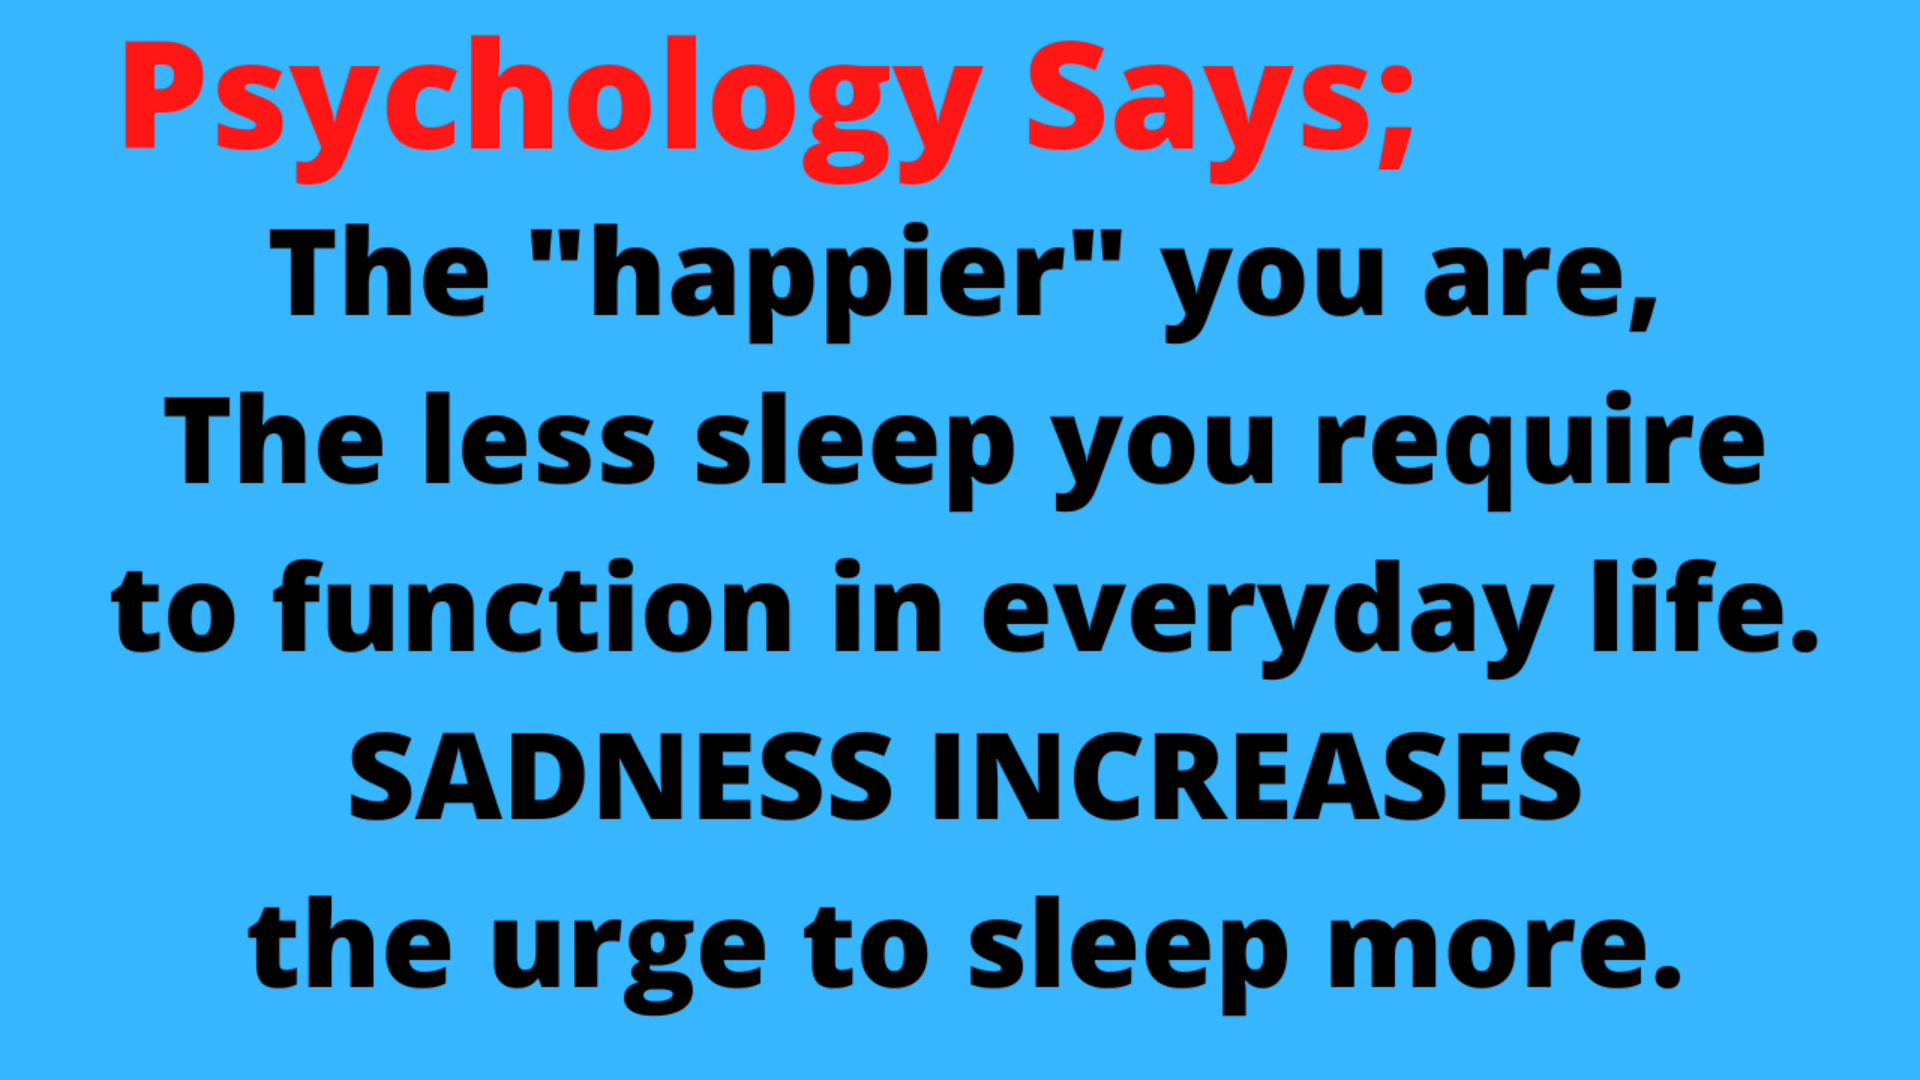 Psychology Says;
The "happier" you are,
The less sleep you require
to function in everyday life.
SADNESS INCREASES
the urge to sleep more.